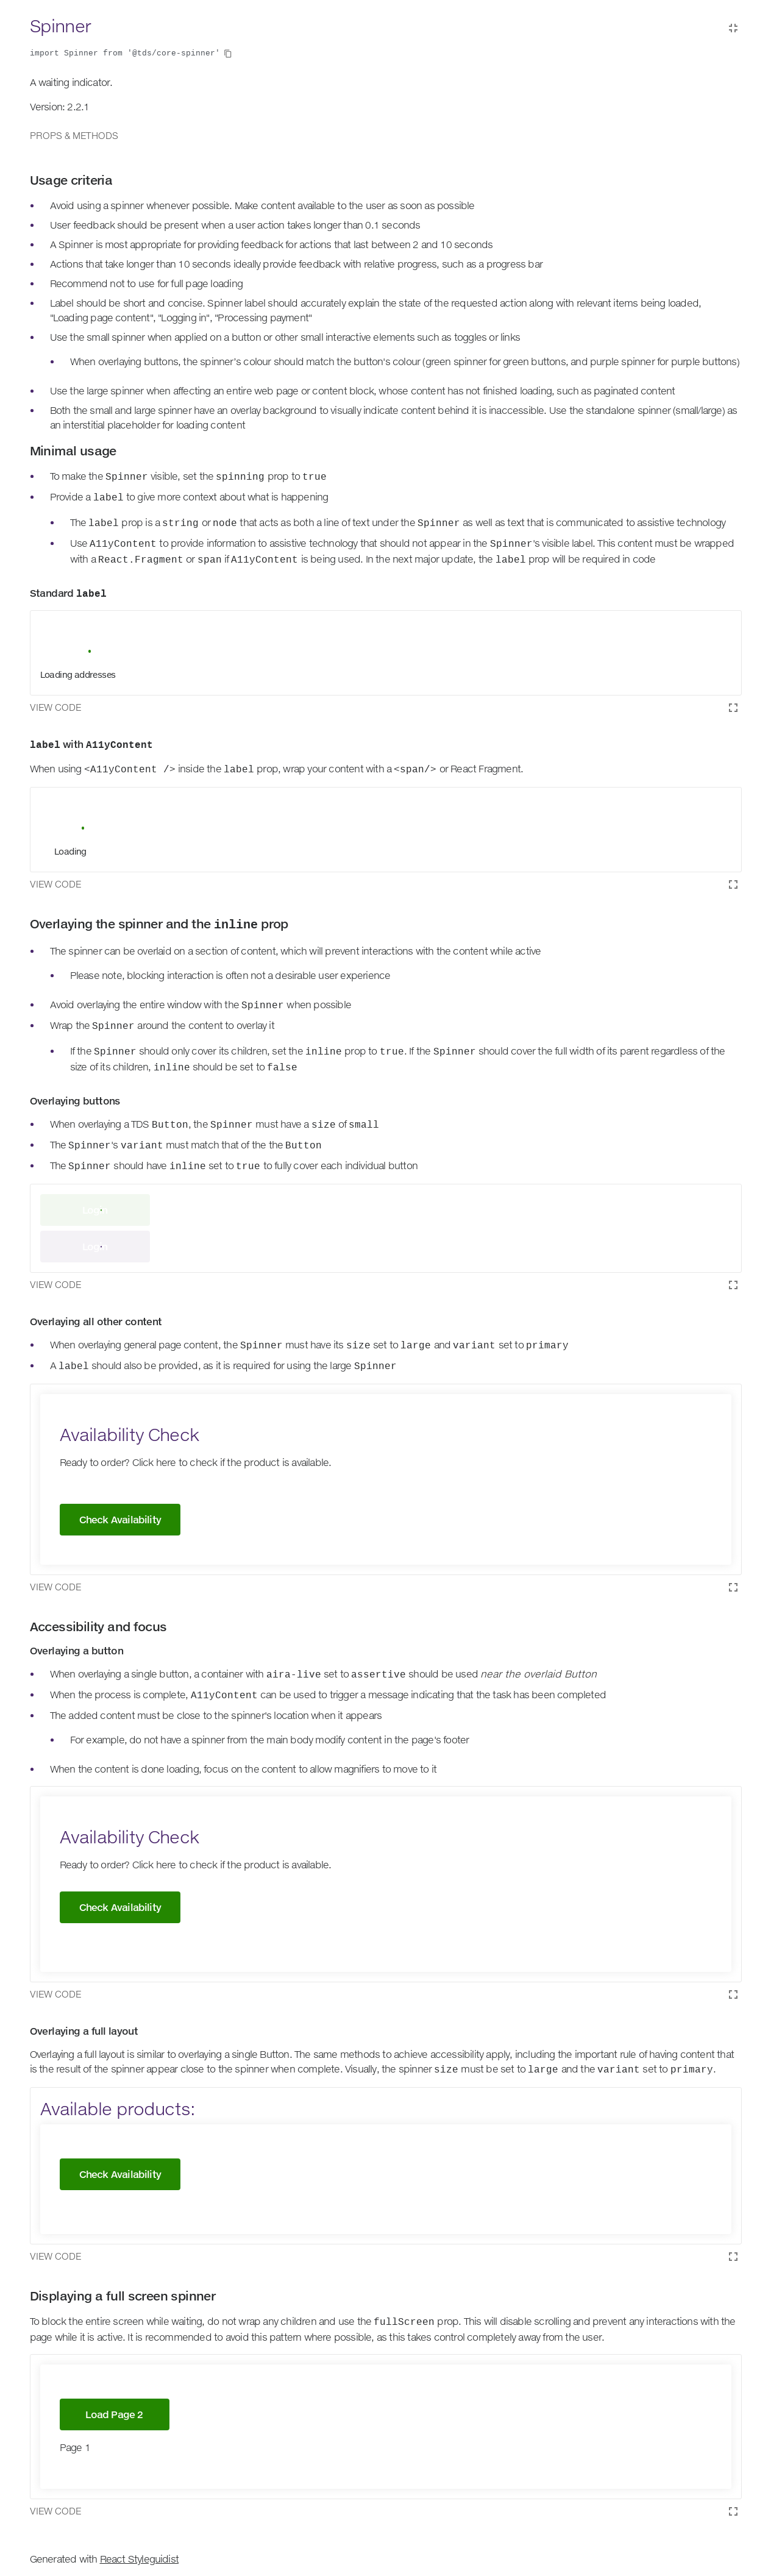 Spinner
import Spinner from '@tds/core-spinner'
A waiting indicator.
Version: 2.2.1
PROPS & METHODS
Usage criteria
Avoid using a spinner whenever possible. Make content available to the user as soon as possible
User feedback should be present when a user action takes longer than 0.1 seconds
A Spinner is most appropriate for providing feedback for actions that last between 2 and 10 seconds
Actions that take longer than 10 seconds ideally provide feedback with relative progress, such as a progress bar
Recommend not to use for full page loading
Label should be short and concise. Spinner label should accurately explain the state of the requested action along with relevant items being loaded,
"Loading page content", "Logging in", "Processing payment"
Use the small spinner when applied on a button or other small interactive elements such as toggles or links
When overlaying buttons, the spinner's colour should match the button's colour (green spinner for green buttons, and purple spinner for purple buttons)
Use the large spinner when affecting an entire web page or content block, whose content has not finished loading, such as paginated content
Both the small and large spinner have an overlay background to visually indicate content behind it is inaccessible. Use the standalone spinner (small/large) as
an interstitial placeholder for loading content
Minimal usage
To make the Spinner visible, set the spinning prop to true
Provide a label to give more context about what is happening
The label prop is a string or node that acts as both a line of text under the Spinner as well as text that is communicated to assistive technology
Use A11yContent to provide information to assistive technology that should not appear in the Spinner's visible label. This content must be wrapped
with a React.Fragment or span if A11yContent is being used. In the next major update, the label prop will be required in code
Standard label
Loading addresses
VIEW CODE
label with A11yContent
When using <A11yContent /> inside the label prop, wrap your content with a <span/> or React Fragment.
Loading
VIEW CODE
Overlaying the spinner and the inline prop
The spinner can be overlaid on a section of content, which will prevent interactions with the content while active
Please note, blocking interaction is often not a desirable user experience
Avoid overlaying the entire window with the Spinner when possible
Wrap the Spinner around the content to overlay it
If the Spinner should only cover its children, set the inline prop to true. If the Spinner should cover the full width of its parent regardless of the
size of its children, inline should be set to false
Overlaying buttons
When overlaying a TDS Button, the Spinner must have a size of small
The Spinner's variant must match that of the the Button
The Spinner should have inline set to true to fully cover each individual button
VIEW CODE
Overlaying all other content
When overlaying general page content, the Spinner must have its size set to large and variant set to primary
A label should also be provided, as it is required for using the large Spinner
Availability Check
Ready to order? Click here to check if the product is available.
Check Availability
VIEW CODE
Accessibility and focus
Overlaying a button
When overlaying a single button, a container with aira-live set to assertive should be used near the overlaid Button
When the process is complete, A11yContent can be used to trigger a message indicating that the task has been completed
The added content must be close to the spinner's location when it appears
For example, do not have a spinner from the main body modify content in the page's footer
When the content is done loading, focus on the content to allow magnifiers to move to it
Availability Check
Ready to order? Click here to check if the product is available.
Check Availability
VIEW CODE
Overlaying a full layout
Overlaying a full layout is similar to overlaying a single Button. The same methods to achieve accessibility apply, including the important rule of having content that
is the result of the spinner appear close to the spinner when complete. Visually, the spinner size must be set to large and the variant set to primary.
Available products:
Check Availability
VIEW CODE
Displaying a full screen spinner
To block the entire screen while waiting, do not wrap any children and use the fullScreen prop. This will disable scrolling and prevent any interactions with the
page while it is active. It is recommended to avoid this pattern where possible, as this takes control completely away from the user.
Load Page 2
Page 1
VIEW CODE
Generated with React Styleguidist